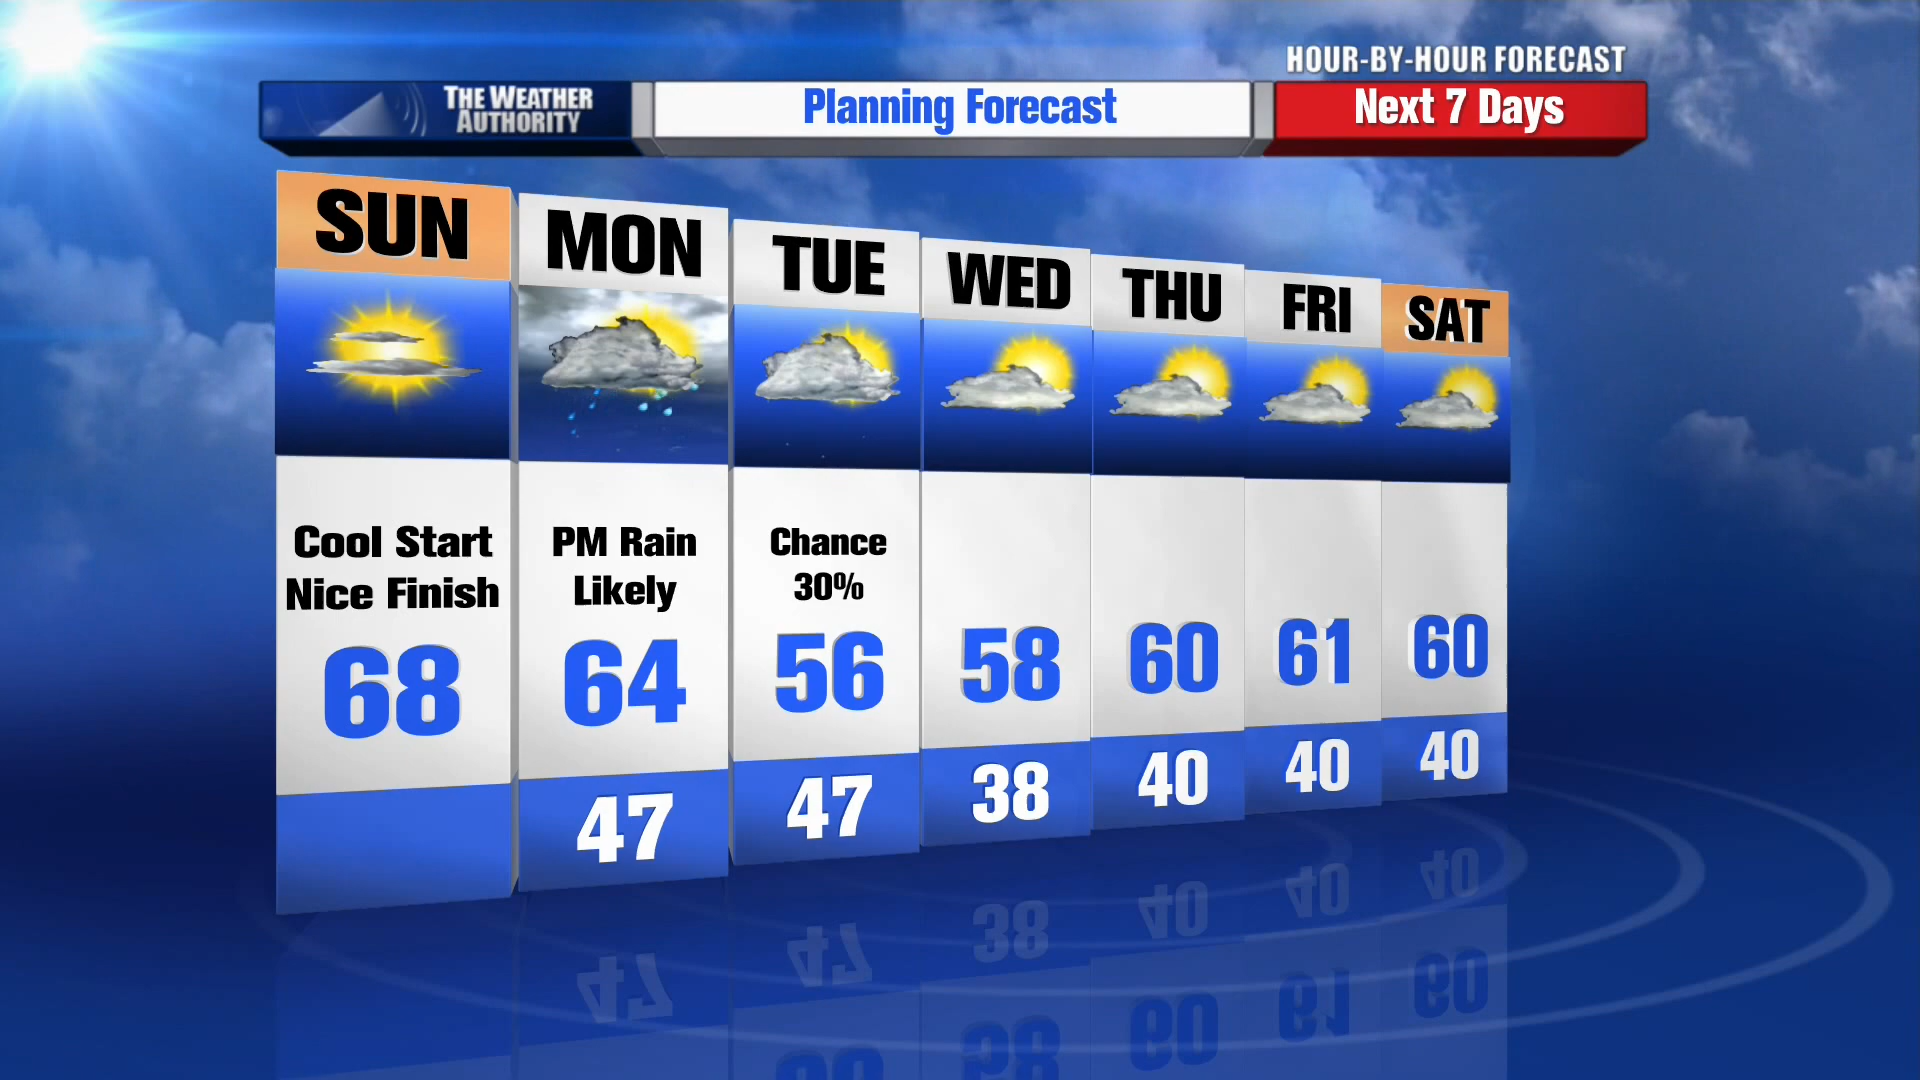 HOUR-BY-HOUR FORECAST
THE WEATHER
AUTHORITY
Planning Forecast
Next 7 Days
SUN
MON
TUE
WED
THU
FRI
SAT
Cool Start
Nice Finish
PM Rain
Likely
Chance
30%
68
64
56
58
60
61
60
47
47
38
40
40
40